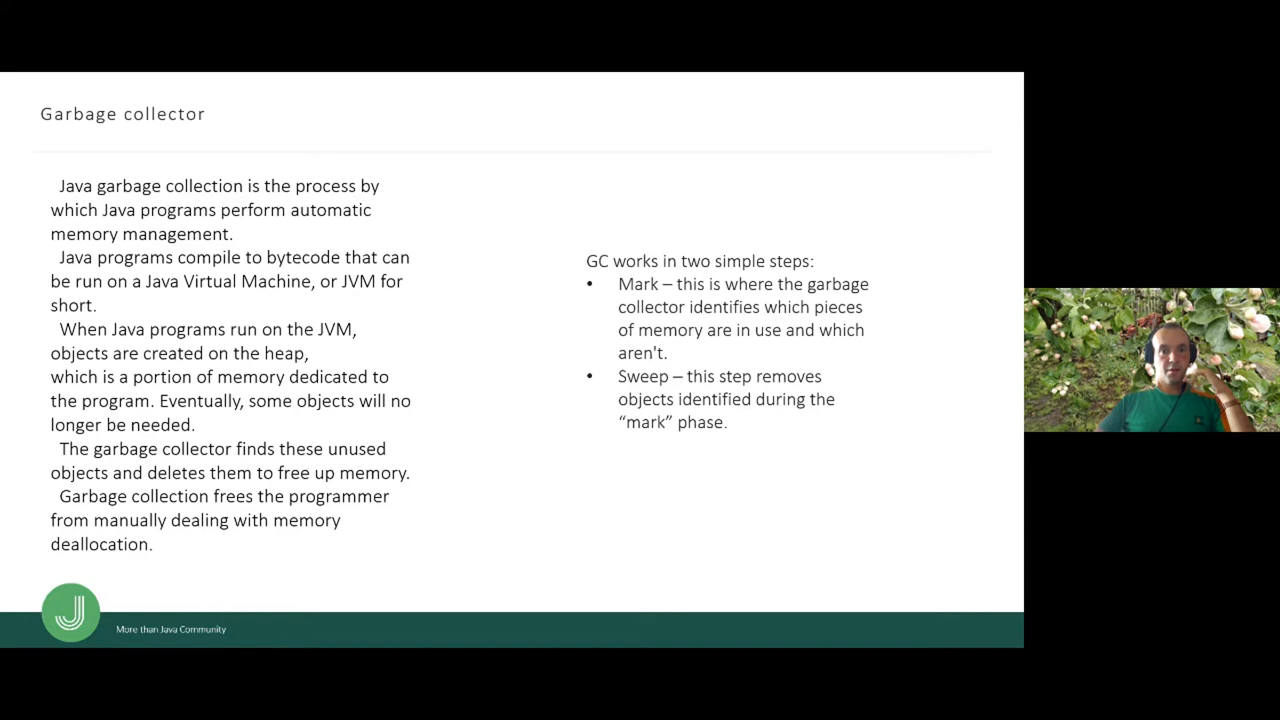 Garbage collector
Java garbage collection is the process by
which Java programs perform automatic
memory management.
Java programs compile to bytecode that can
be run on a Java Virtual Machine, or JVM for
short.
When Java programs run on the JVM,
objects are created on the heap,
which is a portion of memory dedicated to
the program. Eventually, some objects will no
longer be needed.
The garbage collector finds these unused
objects and deletes them to free up memory.
Garbage collection frees the programmer
from manually dealing with memory
deallocation.
GC works in two simple steps:
• Mark – this is where the garbage
collector identifies which pieces
of memory are in use and which
aren't.
• Sweep – this step removes
objects identified during the
“mark” phase.
J
More than Java Community